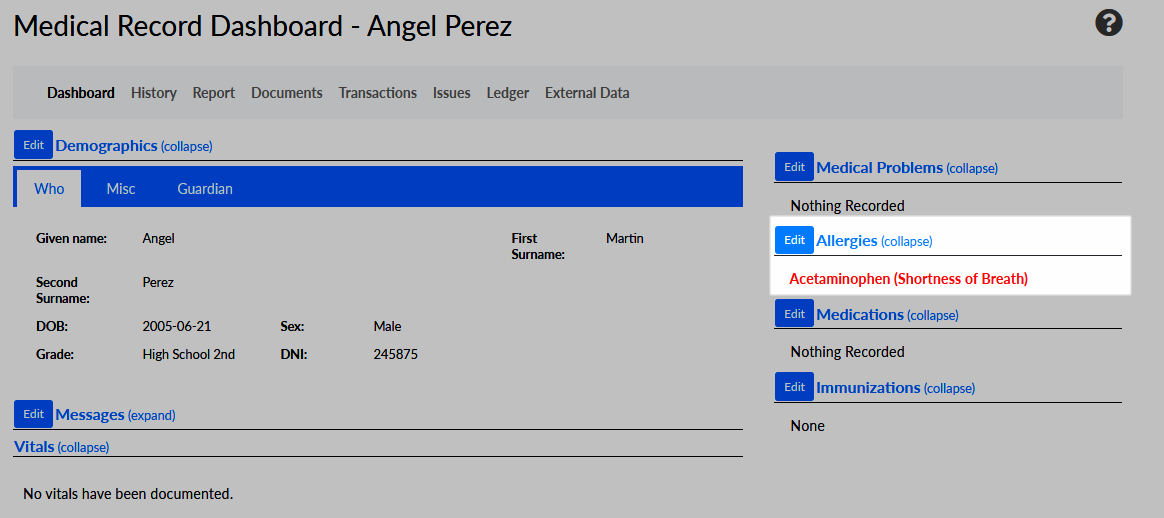 Medical Record Dashboard - Angel Perez
Dashboard History Report Documents Transactions Issues Ledger External Data
Edit Demographics (collapse)
Who Misc Guardian
Given name: Angel First Surname: Martin
Second Surname: Perez
DOB: 2005-06-21 Sex: Male
Grade: High School 2nd DNI: 245875
Edit Messages (expand)
Vitals (collapse)
No vitals have been documented.
Edit Medical Problems (collapse)
Nothing Recorded
Edit Allergies (collapse)
Acetaminophen (Shortness of Breath)
Edit Medications (collapse)
Nothing Recorded
Edit Immunizations (collapse)
None